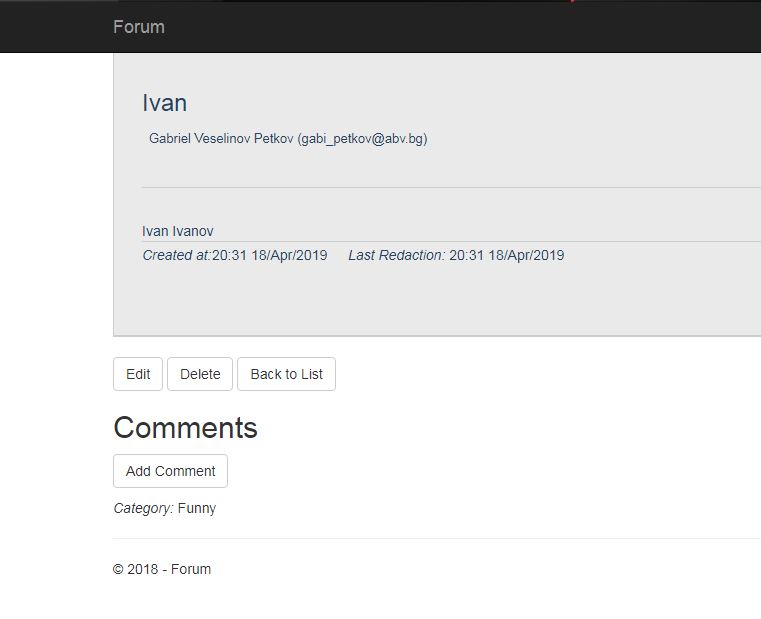 Forum
Ivan
Gabriel Veselinov Petkov (gabi_petkov@abv.bg)
Ivan Ivanov
Created at:20:31 18/Apr/2019 Last Redaction: 20:31 18/Apr/2019
Edit Delete Back to List
Comments
Add Comment
Category: Funny
© 2018 - Forum